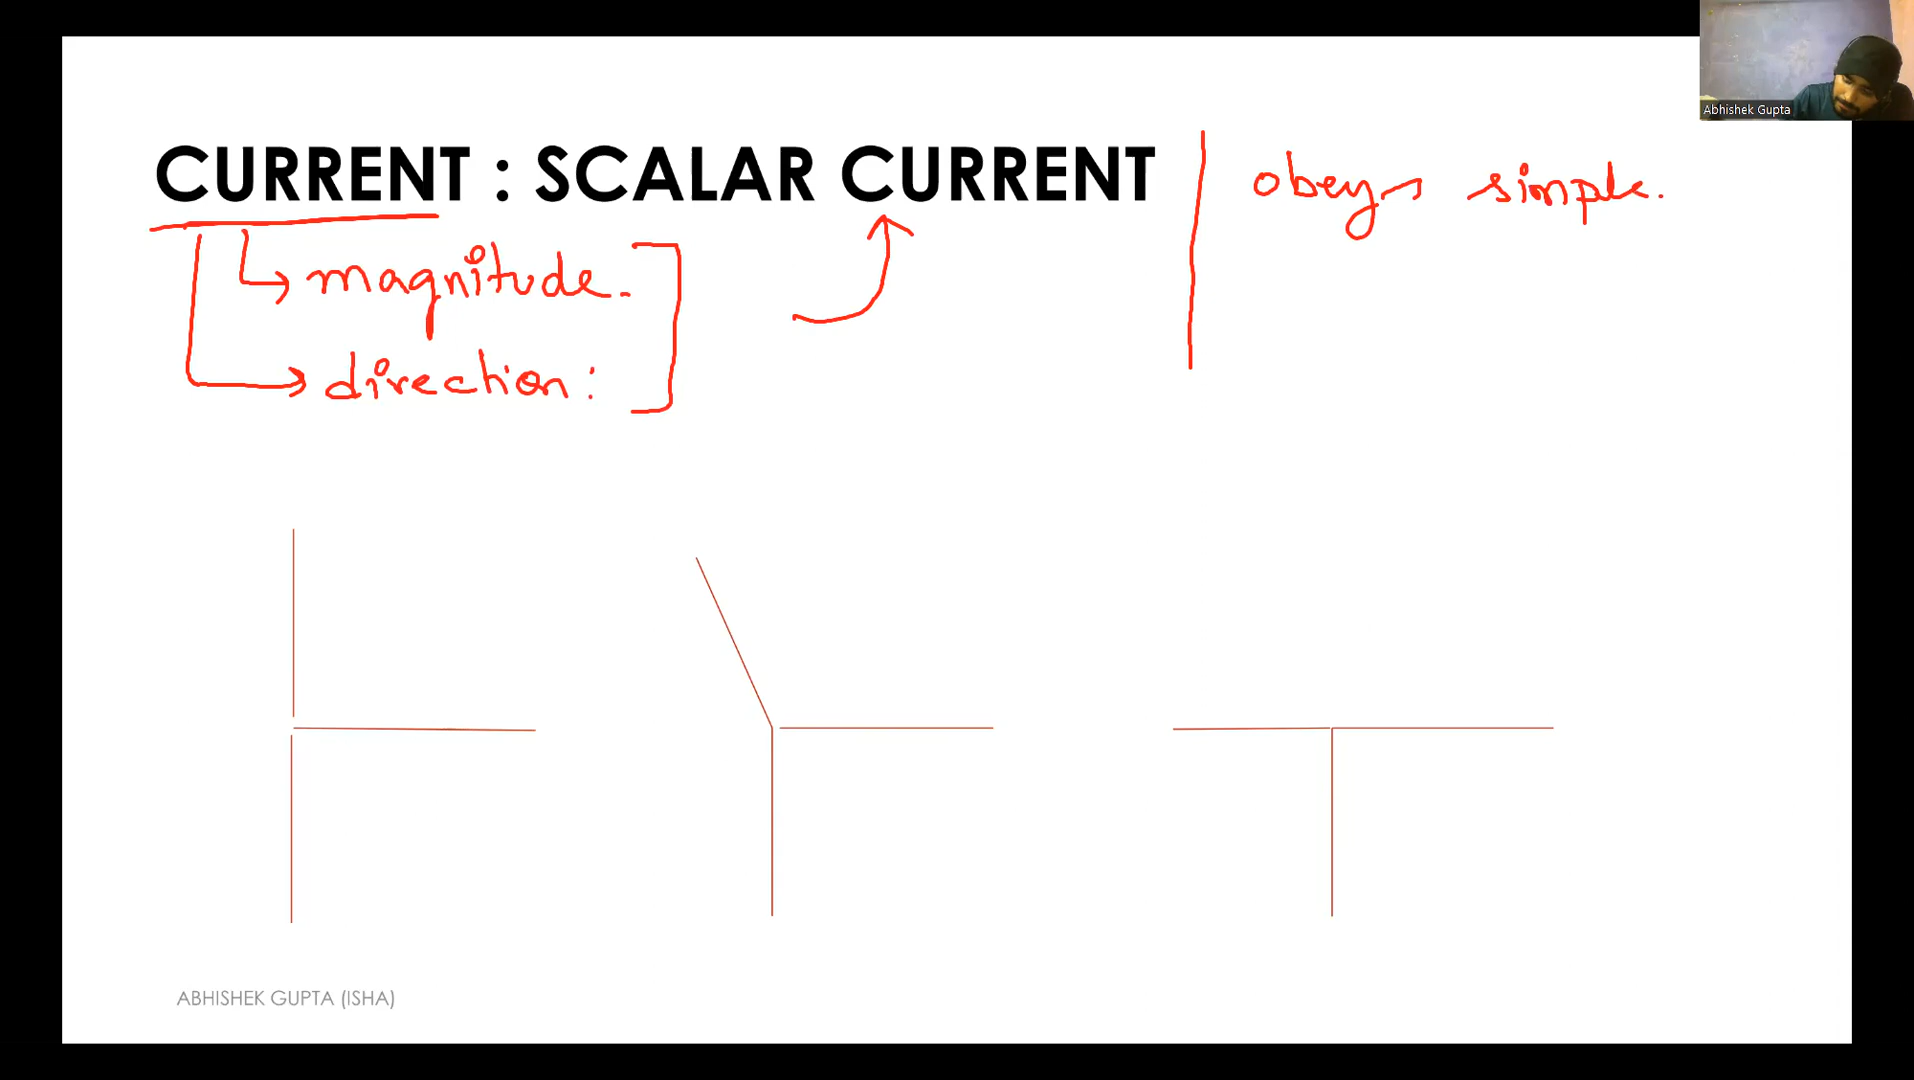 Abhishek Gupta
CURRENT : SCALAR CURRENT
obeys simple.
magnitude.
direction:
ABHISHEK GUPTA (ISHA)